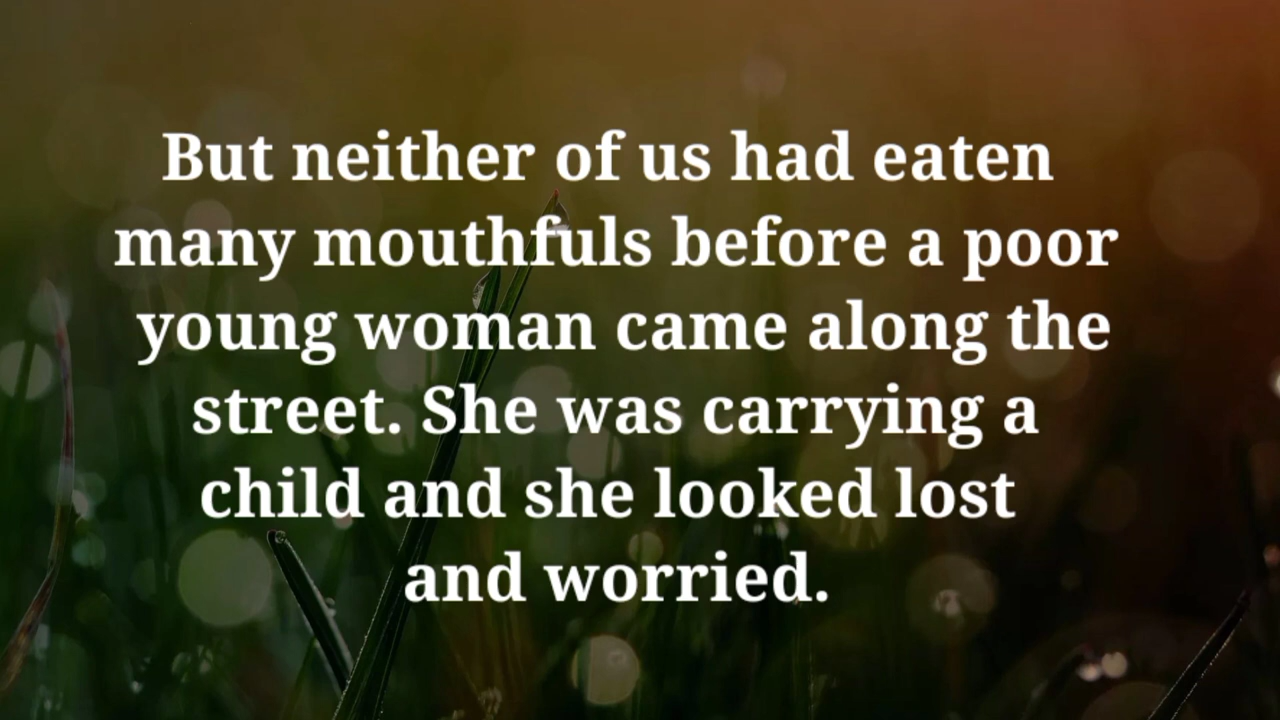 But neither of us had eaten
many mouthfuls before a poor
young woman came along the
street. She was carrying a
child and she looked lost
and worried.